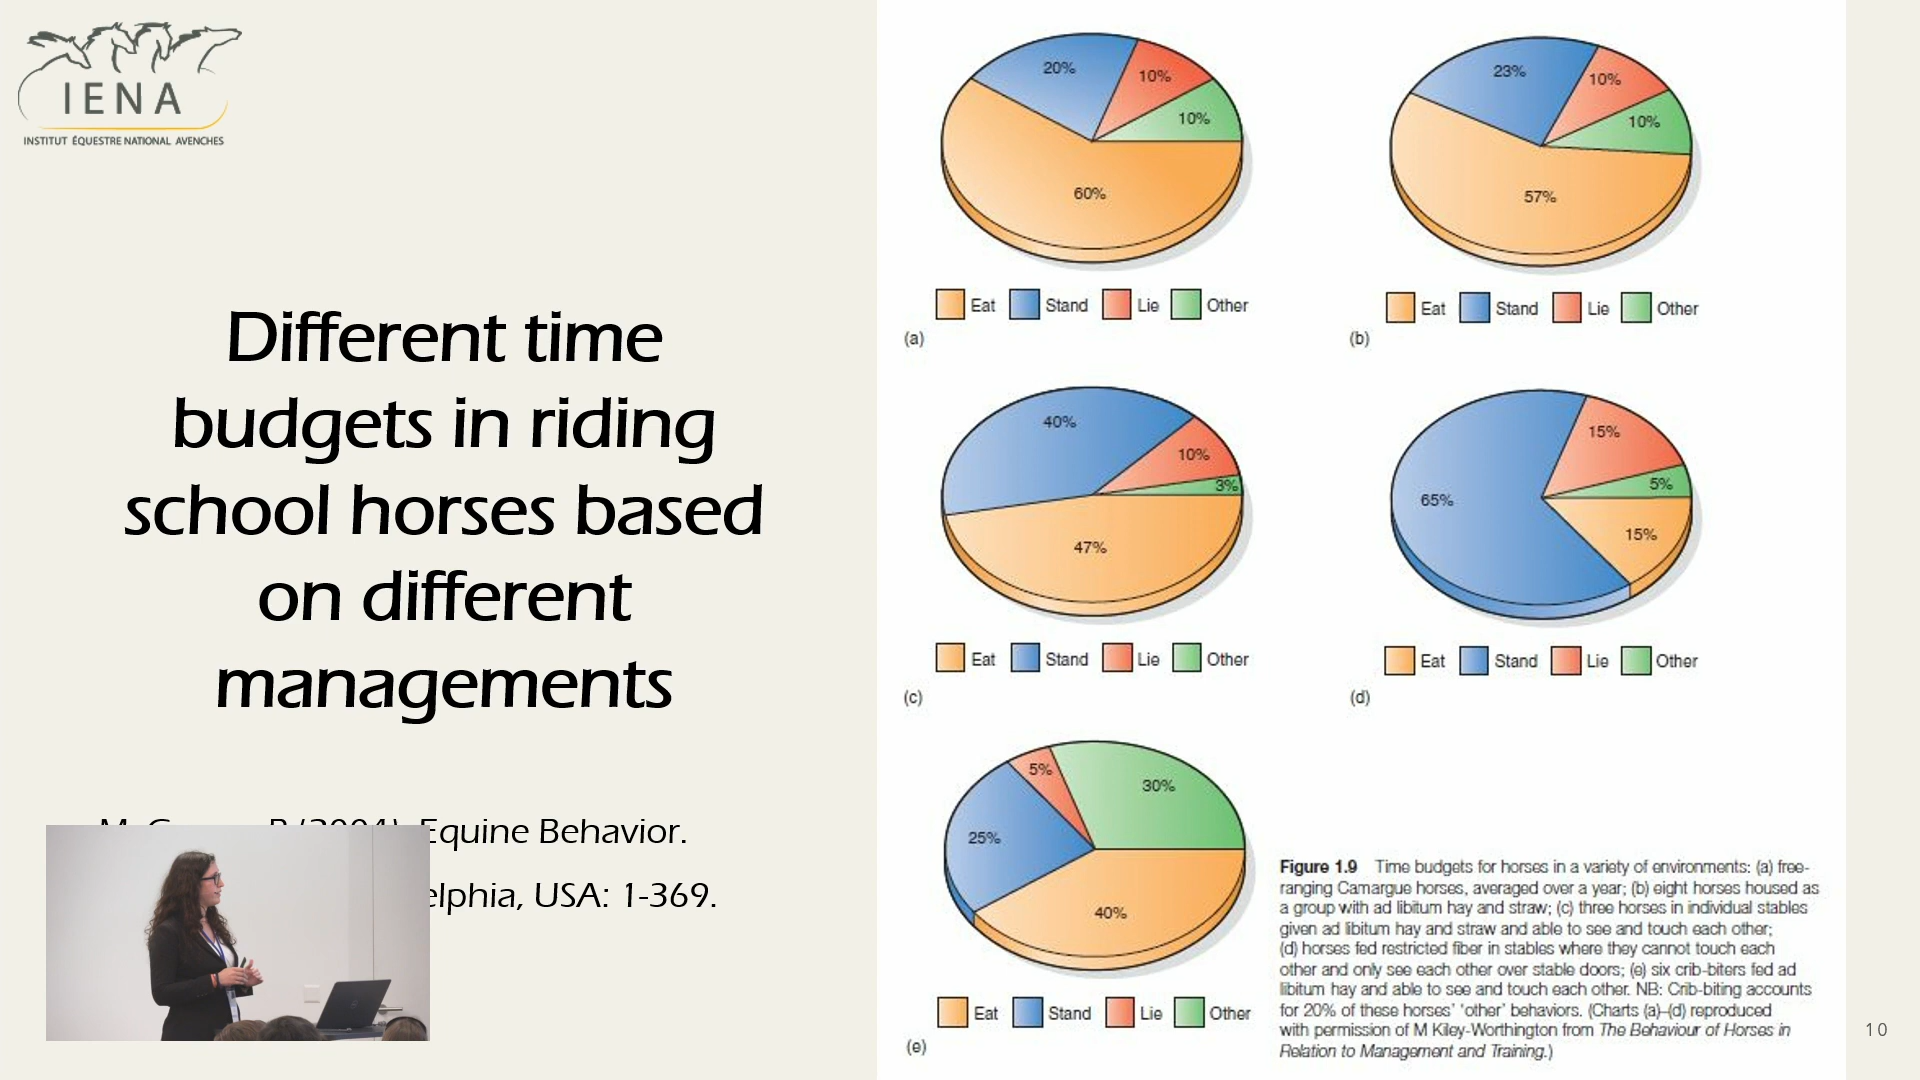 IENA
INSTITUT ÉQUESTRE NATIONAL AVENCHES
Different time
budgets in riding
school horses based
on different
managements
P (2004). Equine Behavior.
USA: 1-369.
20%
10%
10%
60%
Eat Stand Lie Other
(a)
23%
10%
10%
57%
Eat Stand Lie Other
(b)
40%
10%
3%
47%
Eat Stand Lie Other
(c)
15%
65%
5%
15%
Eat Stand Lie Other
(d)
5%
30%
25%
40%
Eat Stand Lie Other
(e)
Figure 1.9 Time budgets for horses in a variety of environments: (a) free-
ranging Camargue horses, averaged over a year; (b) eight horses housed as
a group with ad libitum hay and straw; (c) three horses in individual stables
given ad libitum hay and straw and able to see and touch each other;
(d) horses fed restricted fiber in stables where they cannot touch each
other and only see each other over stable doors; (e) six crib-biters fed ad
libitum hay and able to see and touch each other. NB: Crib-biting accounts
for 20% of these horses' 'other' behaviors. (Charts (a)–(d) reproduced
with permission of M Kiley-Worthington from The Behaviour of Horses in
Relation to Management and Training.)
10